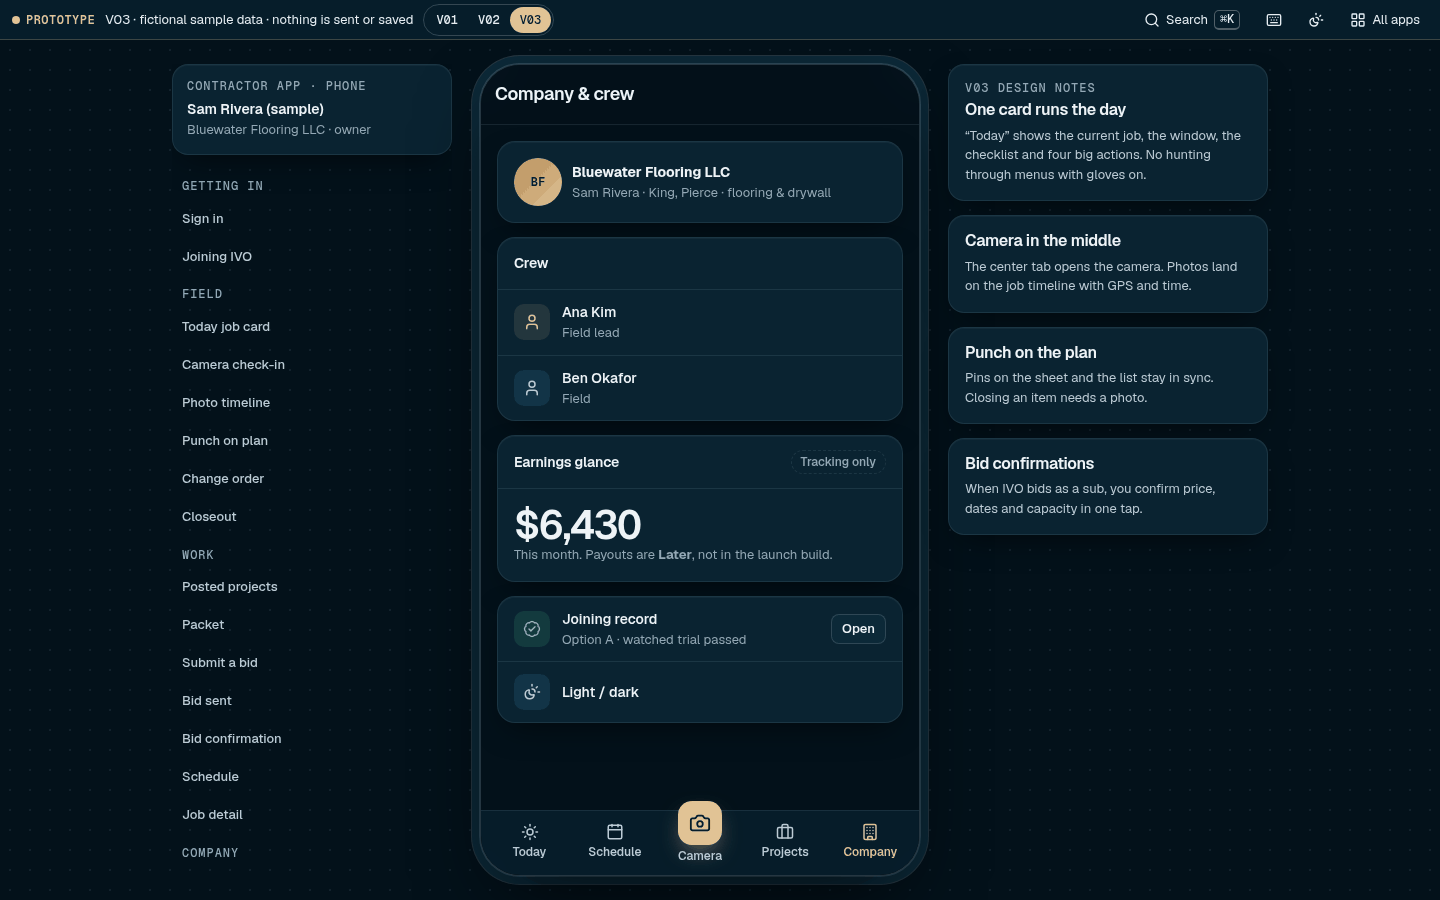 PROTOTYPE V03 · fictional sample data · nothing is sent or saved V01 V02 V03 Search ⌘K All apps
CONTRACTOR APP · PHONE
Sam Rivera (sample)
Bluewater Flooring LLC · owner
GETTING IN
Sign in
Joining IVO
FIELD
Today job card
Camera check-in
Photo timeline
Punch on plan
Change order
Closeout
WORK
Posted projects
Packet
Submit a bid
Bid sent
Bid confirmation
Schedule
Job detail
COMPANY
Company & crew
BF
Bluewater Flooring LLC
Sam Rivera · King, Pierce · flooring & drywall
Crew
Ana Kim
Field lead
Ben Okafor
Field
Earnings glance Tracking only
$6,430
This month. Payouts are Later, not in the launch build.
Joining record
Option A · watched trial passed
Open
Light / dark
Today Schedule Camera Projects Company
V03 DESIGN NOTES
One card runs the day
“Today” shows the current job, the window, the
checklist and four big actions. No hunting
through menus with gloves on.
Camera in the middle
The center tab opens the camera. Photos land
on the job timeline with GPS and time.
Punch on the plan
Pins on the sheet and the list stay in sync.
Closing an item needs a photo.
Bid confirmations
When IVO bids as a sub, you confirm price,
dates and capacity in one tap.